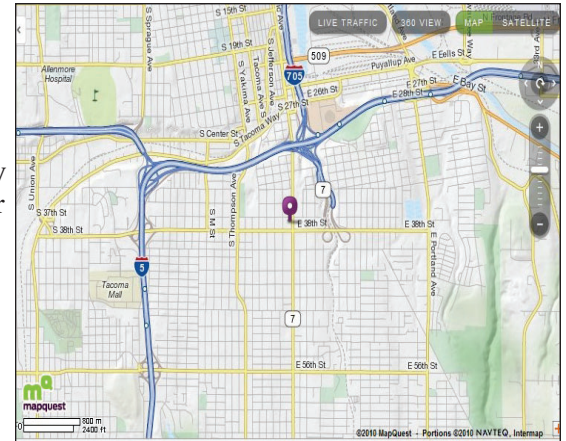 S 15th St
LIVE TRAFFIC
360 VIEW
MAP
SATELLITE
S Sprague Ave
S 19th St
S Jefferson Ave
509
E Eells St
Puyallup Ave
Allenmore
Hospital
S Yakima Ave
Tacoma Ave S
705
E 26th St
E 27th St
E 28th St
E Bay St
S 27th St
S Tacoma Way
S Center St
y
r
S Union Ave
S 37th St
S 38th St
S M St
S Thompson Ave
7
E 38th St
E 38th St
E Portland Ave
5
Tacoma
Mall
7
E 56th St
E 56th St
mapquest
0
800 m
2400 ft
©2010 MapQuest - Portions ©2010 NAVTEQ, Intermap